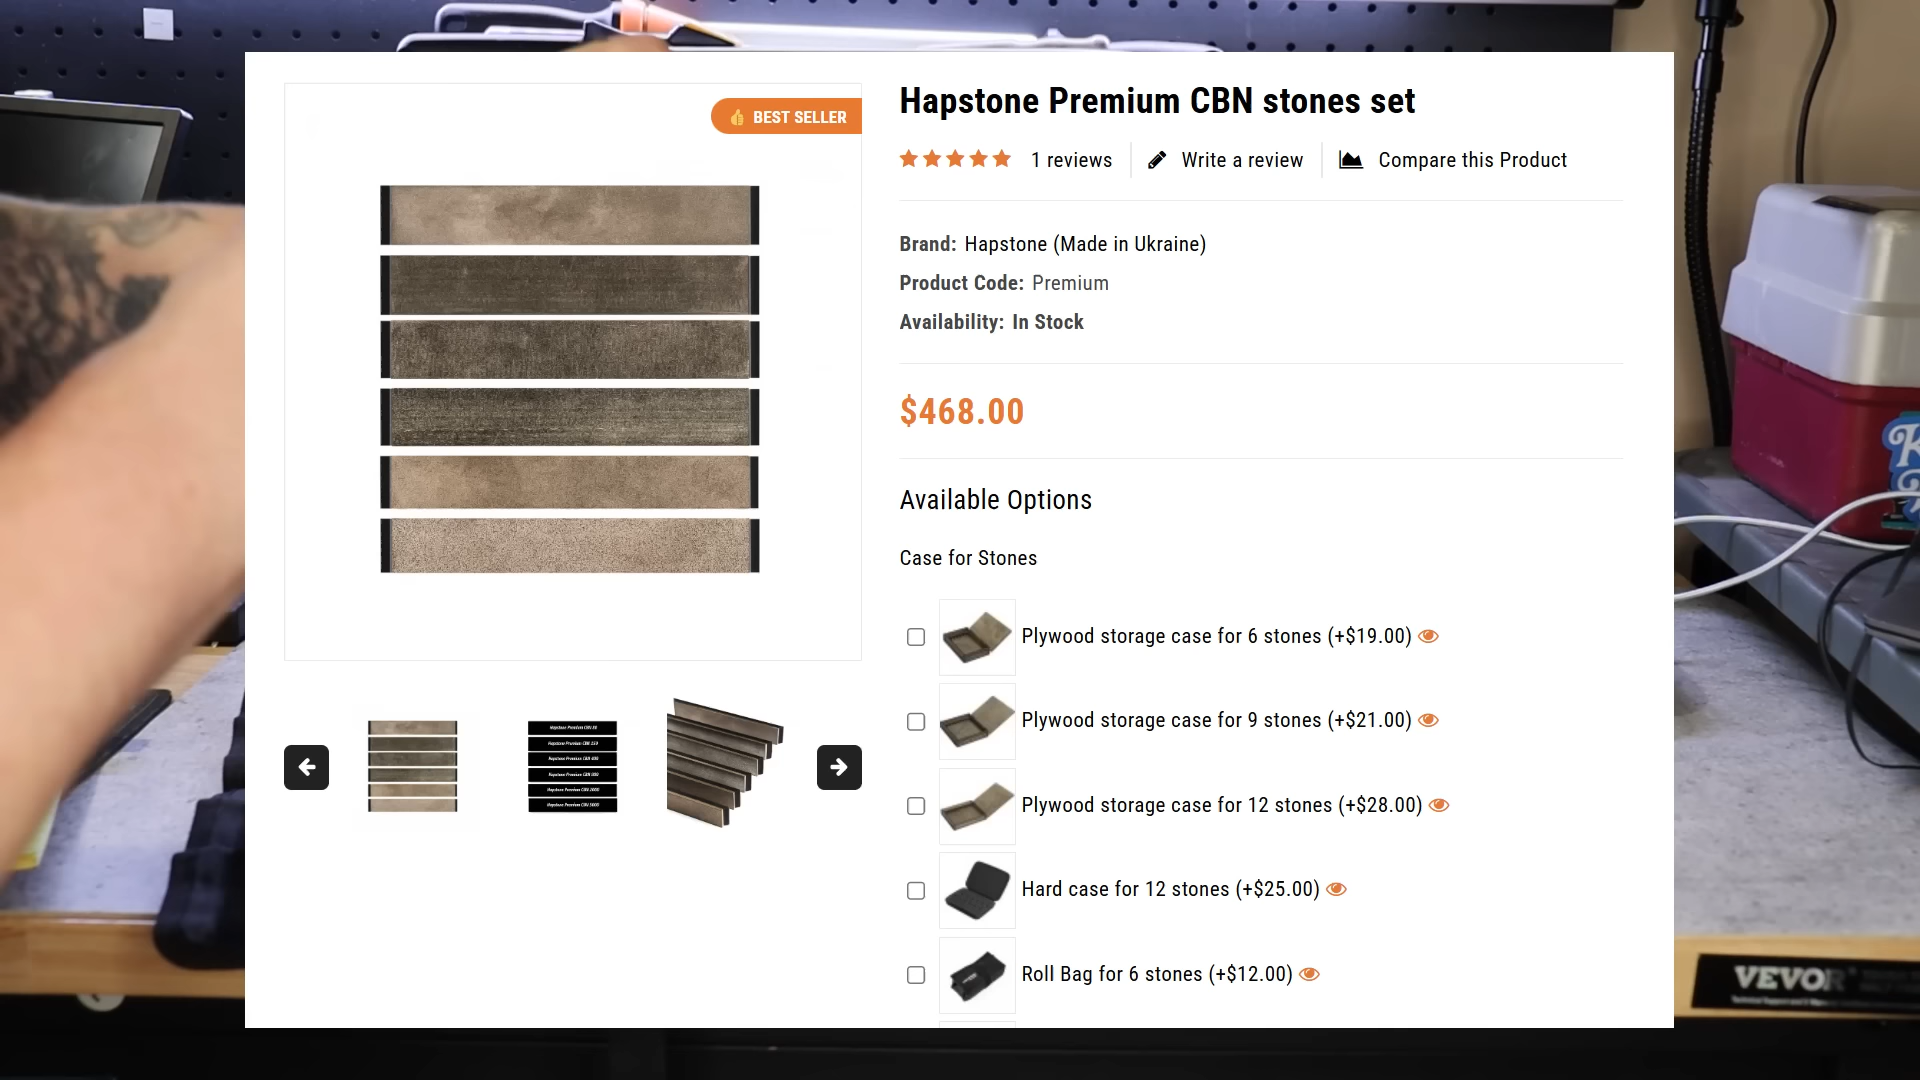 BEST SELLER
Hapstone Premium CBN stones set
1 reviews
Write a review
Compare this Product
Brand: Hapstone (Made in Ukraine)
Product Code: Premium
Availability: In Stock
$468.00
Available Options
Case for Stones
Plywood storage case for 6 stones (+$19.00)
Plywood storage case for 9 stones (+$21.00)
Plywood storage case for 12 stones (+$28.00)
Hard case for 12 stones (+$25.00)
Roll Bag for 6 stones (+$12.00)
VEVOR